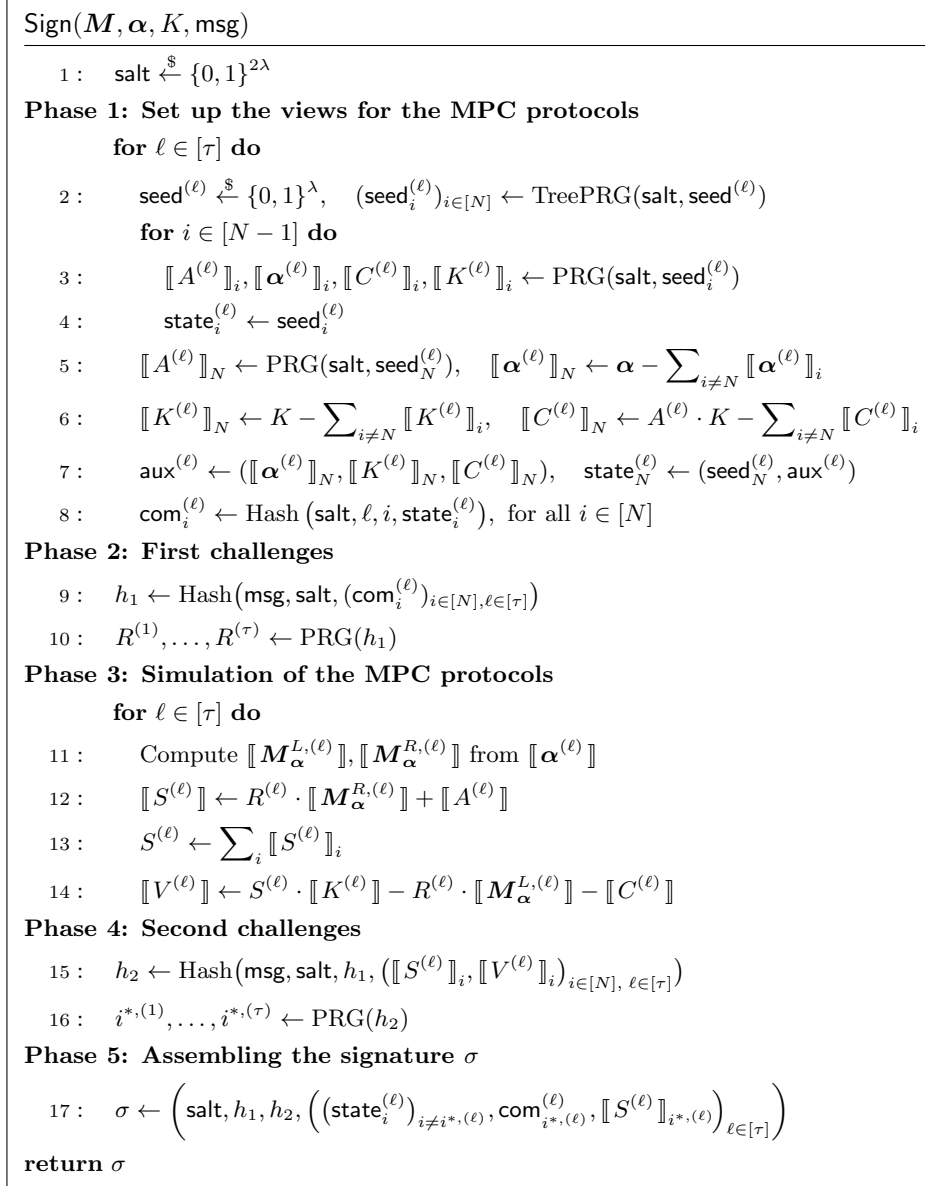 Sign(𝑴, 𝜶, K, msg)
1 : salt ←$ {0, 1}^{2λ}
Phase 1: Set up the views for the MPC protocols
for ℓ ∈ [τ] do
2 : seed^{(ℓ)} ←$ {0, 1}^λ, (seed_i^{(ℓ)})_{i∈[N]} ← TreePRG(salt, seed^{(ℓ)})
for i ∈ [N − 1] do
3 : ⟦A^{(ℓ)}⟧_i, ⟦𝜶^{(ℓ)}⟧_i, ⟦C^{(ℓ)}⟧_i, ⟦K^{(ℓ)}⟧_i ← PRG(salt, seed_i^{(ℓ)})
4 : state_i^{(ℓ)} ← seed_i^{(ℓ)}
5 : ⟦A^{(ℓ)}⟧_N ← PRG(salt, seed_N^{(ℓ)}), ⟦𝜶^{(ℓ)}⟧_N ← 𝜶 − ∑_{i≠N} ⟦𝜶^{(ℓ)}⟧_i
6 : ⟦K^{(ℓ)}⟧_N ← K − ∑_{i≠N} ⟦K^{(ℓ)}⟧_i, ⟦C^{(ℓ)}⟧_N ← A^{(ℓ)} · K − ∑_{i≠N} ⟦C^{(ℓ)}⟧_i
7 : aux^{(ℓ)} ← (⟦𝜶^{(ℓ)}⟧_N, ⟦K^{(ℓ)}⟧_N, ⟦C^{(ℓ)}⟧_N), state_N^{(ℓ)} ← (seed_N^{(ℓ)}, aux^{(ℓ)})
8 : com_i^{(ℓ)} ← Hash (salt, ℓ, i, state_i^{(ℓ)}), for all i ∈ [N]
Phase 2: First challenges
9 : h_1 ← Hash(msg, salt, (com_i^{(ℓ)})_{i∈[N],ℓ∈[τ]})
10 : R^{(1)}, . . . , R^{(τ)} ← PRG(h_1)
Phase 3: Simulation of the MPC protocols
for ℓ ∈ [τ] do
11 : Compute ⟦𝑴_𝜶^{L,(ℓ)}⟧, ⟦𝑴_𝜶^{R,(ℓ)}⟧ from ⟦𝜶^{(ℓ)}⟧
12 : ⟦S^{(ℓ)}⟧ ← R^{(ℓ)} · ⟦𝑴_𝜶^{R,(ℓ)}⟧ + ⟦A^{(ℓ)}⟧
13 : S^{(ℓ)} ← ∑_i ⟦S^{(ℓ)}⟧_i
14 : ⟦V^{(ℓ)}⟧ ← S^{(ℓ)} · ⟦K^{(ℓ)}⟧ − R^{(ℓ)} · ⟦𝑴_𝜶^{L,(ℓ)}⟧ − ⟦C^{(ℓ)}⟧
Phase 4: Second challenges
15 : h_2 ← Hash(msg, salt, h_1, (⟦S^{(ℓ)}⟧_i, ⟦V^{(ℓ)}⟧_i)_{i∈[N], ℓ∈[τ]})
16 : i^{*,(1)}, . . . , i^{*,(τ)} ← PRG(h_2)
Phase 5: Assembling the signature σ
17 : σ ← (salt, h_1, h_2, ((state_i^{(ℓ)})_{i≠i^{*,(ℓ)}}, com_{i^{*,(ℓ)}}^{(ℓ)}, ⟦S^{(ℓ)}⟧_{i^{*,(ℓ)}})_{ℓ∈[τ]})
return σ